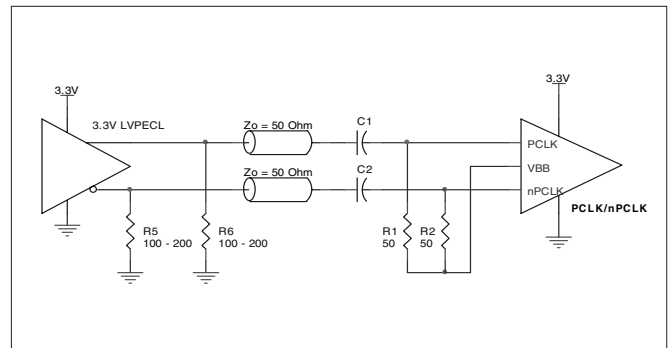 3.3V
3.3V LVPECL
Zo = 50 Ohm
C1
3.3V
PCLK
VBB
Zo = 50 Ohm
C2
nPCLK
PCLK/nPCLK
R5
100 - 200
R6
100 - 200
R1
50
R2
50